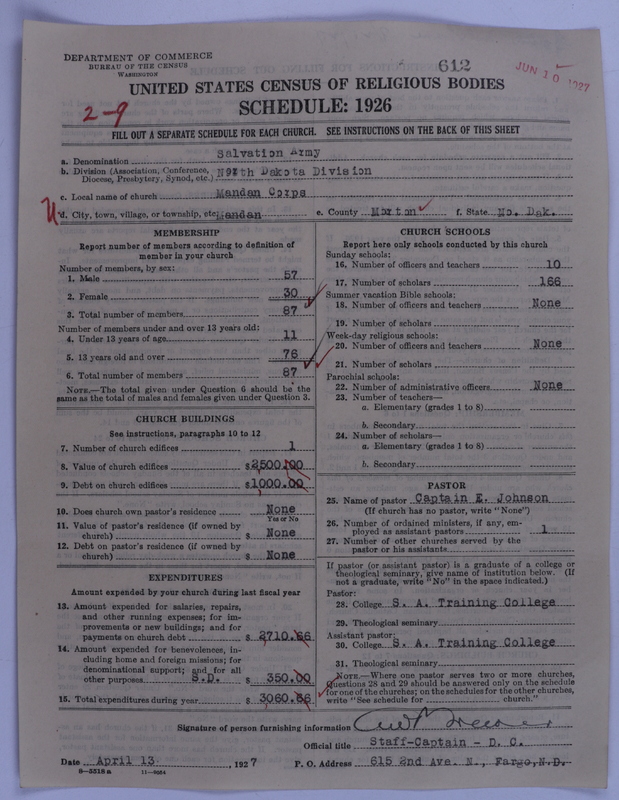 DEPARTMENT OF COMMERCE
BUREAU OF THE CENSUS
WASHINGTON
612
JUN 10 1927
UNITED STATES CENSUS OF RELIGIOUS BODIES
SCHEDULE: 1926
2-9
FILL OUT A SEPARATE SCHEDULE FOR EACH CHURCH. SEE INSTRUCTIONS ON THE BACK OF THIS SHEET
a. Denomination Salvation Army
b. Division (Association, Conference, Diocese, Presbytery, Synod, etc.) North Dakota Division
c. Local name of church Mandan Corps
d. City, town, village, or township, etc. Mandan e. County Morton f. State No. Dak.
MEMBERSHIP
Report number of members according to definition of
member in your church
Number of members, by sex:
1. Male 57
2. Female 30
3. Total number of members 87
Number of members under and over 13 years old:
4. Under 13 years of age 11
5. 13 years old and over 76
6. Total number of members 87
NOTE.—The total given under Question 6 should be the
same as the total of males and females given under Question 3.
CHURCH BUILDINGS
See instructions, paragraphs 10 to 12
7. Number of church edifices 1
8. Value of church edifices $2500.00
9. Debt on church edifices $1000.00
10. Does church own pastor's residence None
Yes or No
11. Value of pastor's residence (if owned by
church) $ None
12. Debt on pastor's residence (if owned by
church) $ None
EXPENDITURES
Amount expended by your church during last fiscal year
13. Amount expended for salaries, repairs,
and other running expenses; for im-
provements or new buildings; and for
payments on church debt $2710.66
14. Amount expended for benevolences, in-
cluding home and foreign missions; for
denominational support; and for all
other purposes S.D. $ 350.00
15. Total expenditures during year $ 3060.66
CHURCH SCHOOLS
Report here only schools conducted by this church
Sunday schools:
16. Number of officers and teachers 10
17. Number of scholars 166
Summer vacation Bible schools:
18. Number of officers and teachers None
19. Number of scholars
Week-day religious schools:
20. Number of officers and teachers None
21. Number of scholars
Parochial schools:
22. Number of administrative officers None
23. Number of teachers—
a. Elementary (grades 1 to 8)
b. Secondary
24. Number of scholars—
a. Elementary (grades 1 to 8)
b. Secondary
PASTOR
25. Name of pastor Captain E. Johnson
(If church has no pastor, write "None")
26. Number of ordained ministers, if any, em-
ployed as assistant pastors 1
27. Number of other churches served by the
pastor or his assistants
If pastor (or assistant pastor) is a graduate of a college or
theological seminary, give name of institution below. (If
not a graduate, write "No" in the space indicated.)
Pastor:
28. College S. A. Training College
29. Theological seminary
Assistant pastor:
30. College S. A. Training College
31. Theological seminary
NOTE.—Where one pastor serves two or more churches,
Questions 28 and 29 should be answered only on the schedule
for one of the churches; on the schedules for the other churches,
write "See schedule for church."
Signature of person furnishing information
Official title Staff-Captain - D. C.
Date April 13, 1927 P. O. Address 615 2nd Ave. N., Fargo, N.D.
8-5518a 11-9054